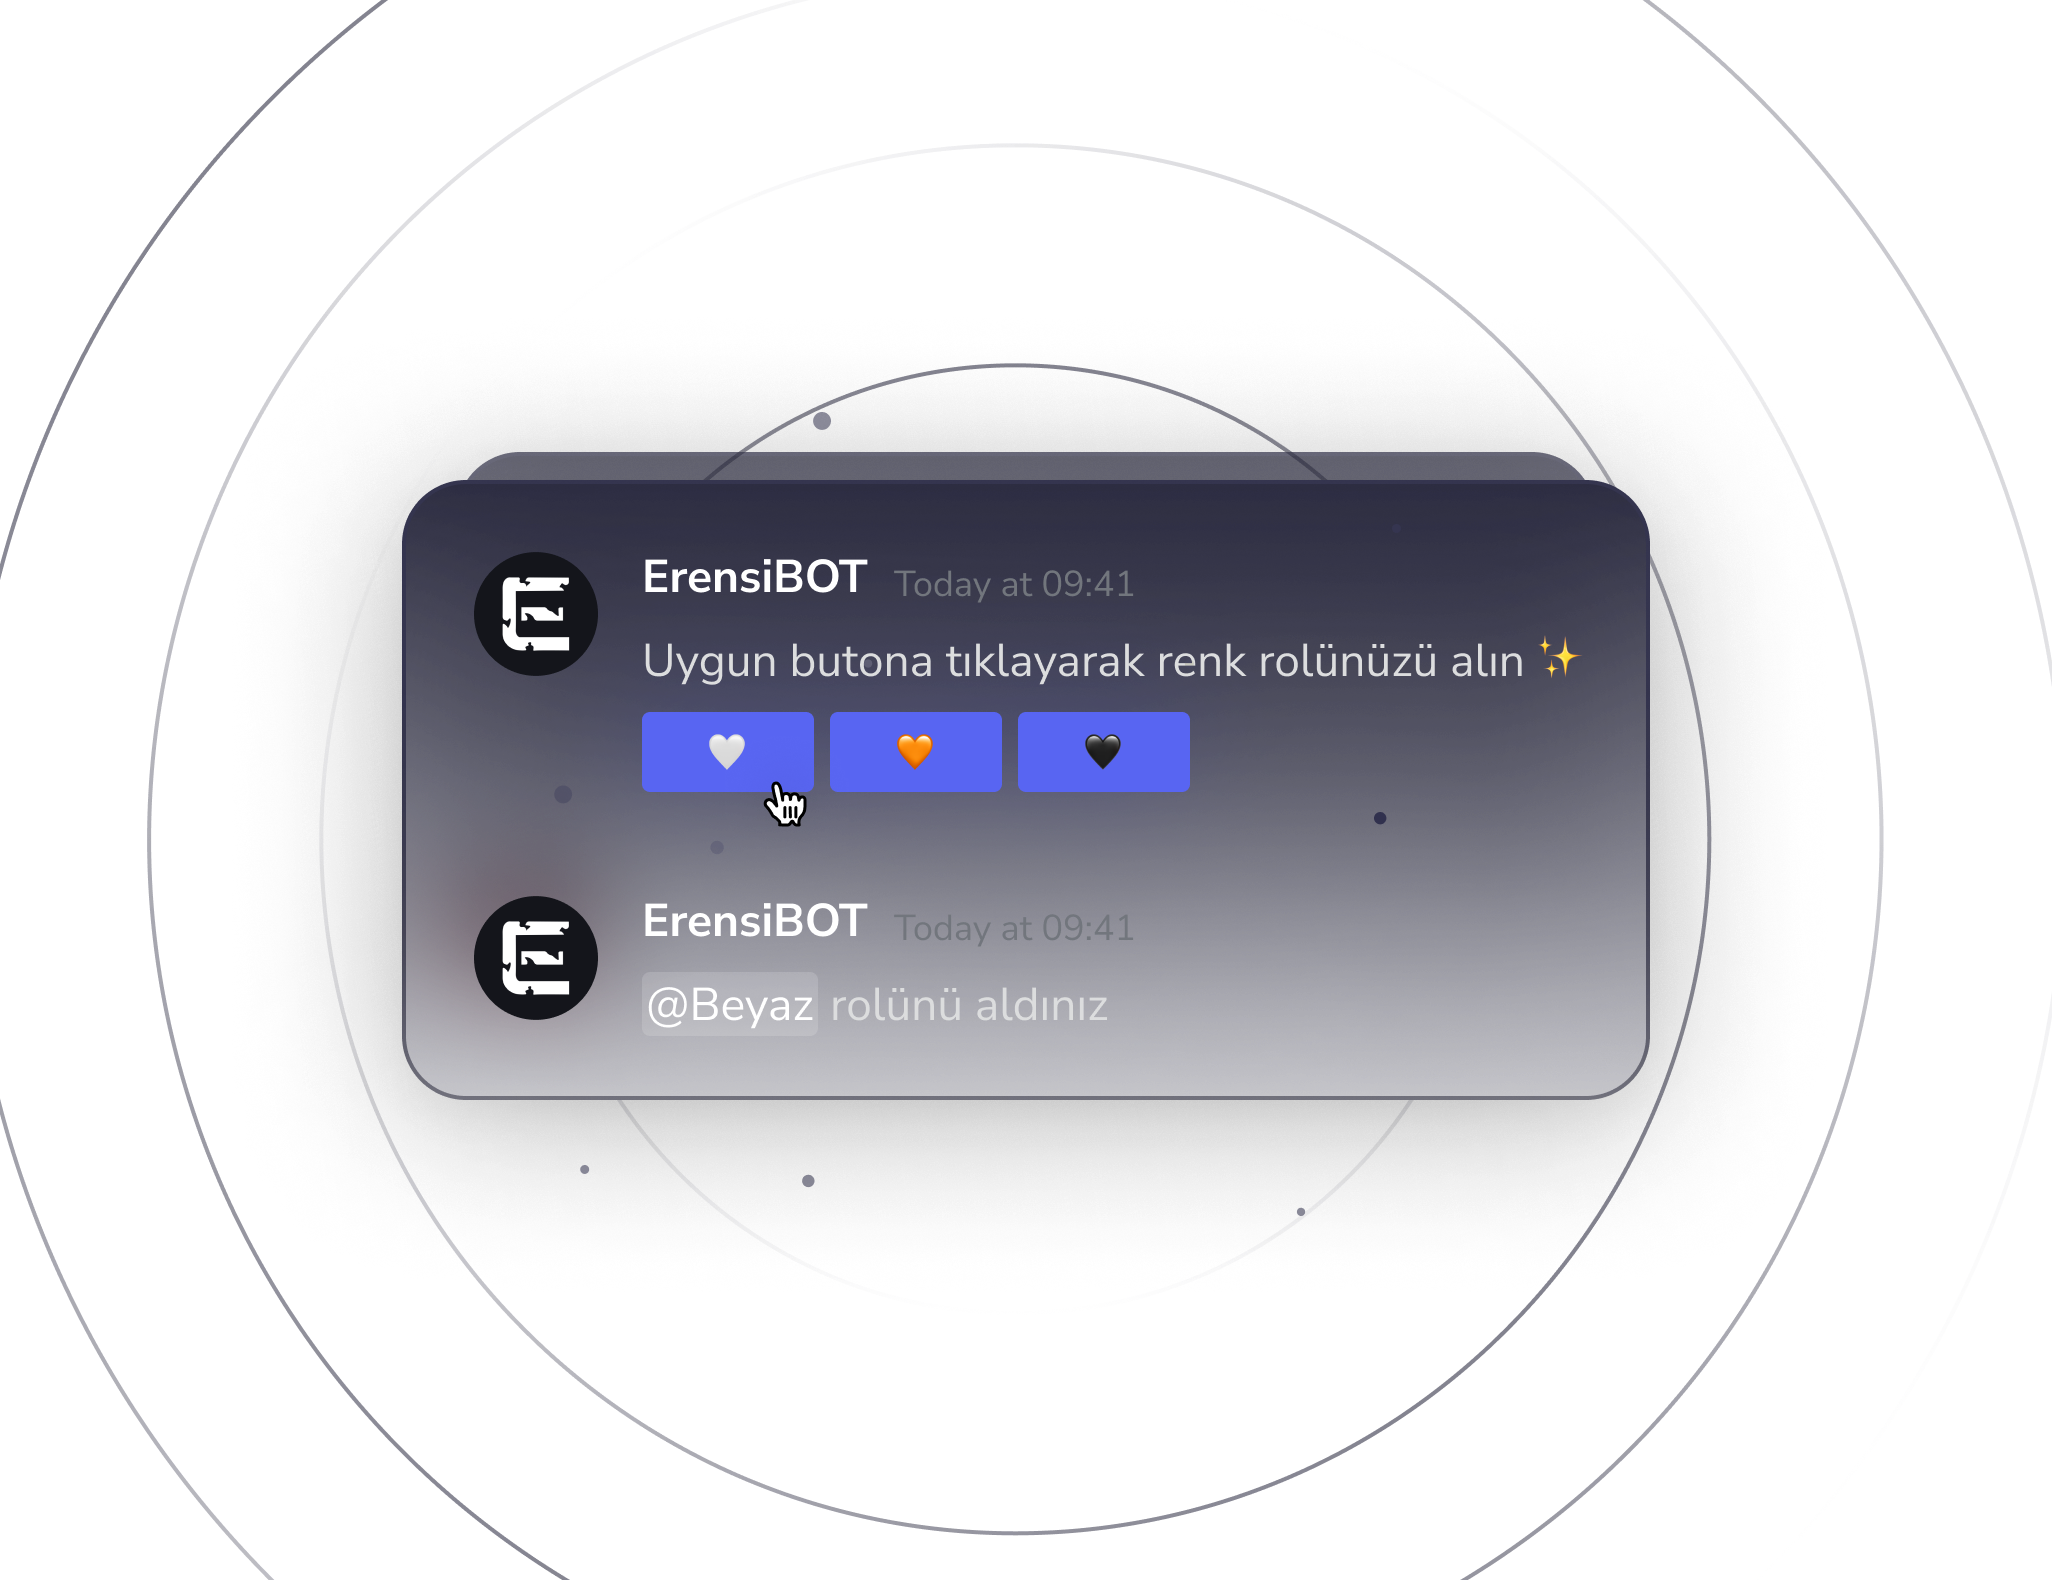 ErensiBOT Today at 09:41
Uygun butona tıklayarak renk rolünüzü alın ✨
ErensiBOT Today at 09:41
@Beyaz rolünü aldınız